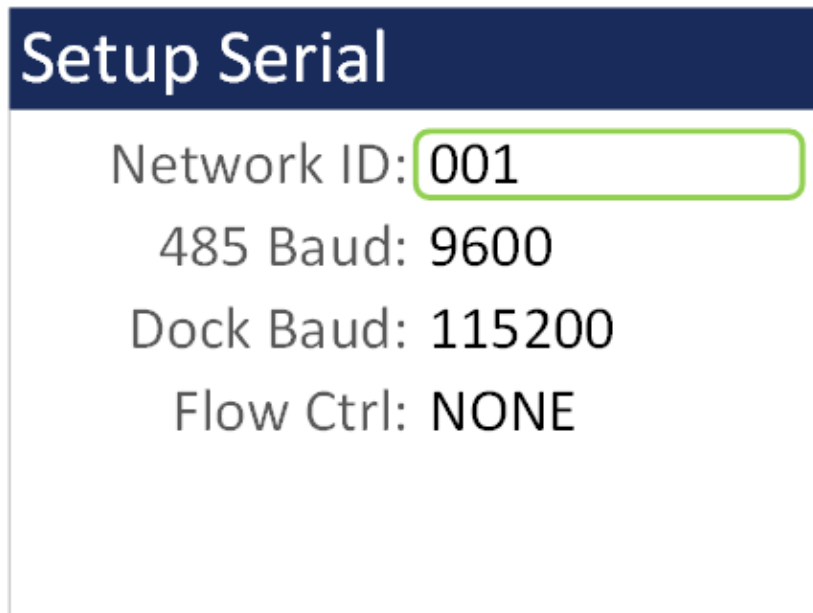 Setup Serial
Network ID: 001
485 Baud: 9600
Dock Baud: 115200
Flow Ctrl: NONE